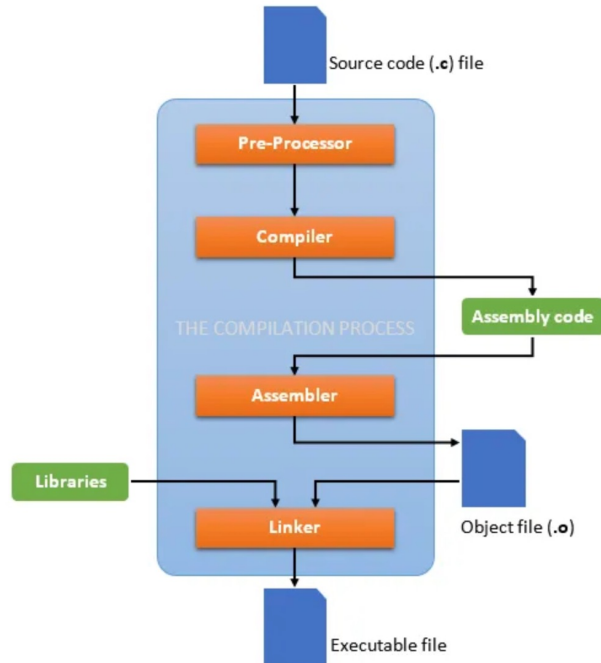 Source code (.c) file
Pre-Processor
Compiler
THE COMPILATION PROCESS
Assembly code
Assembler
Libraries
Linker
Object file (.o)
Executable file